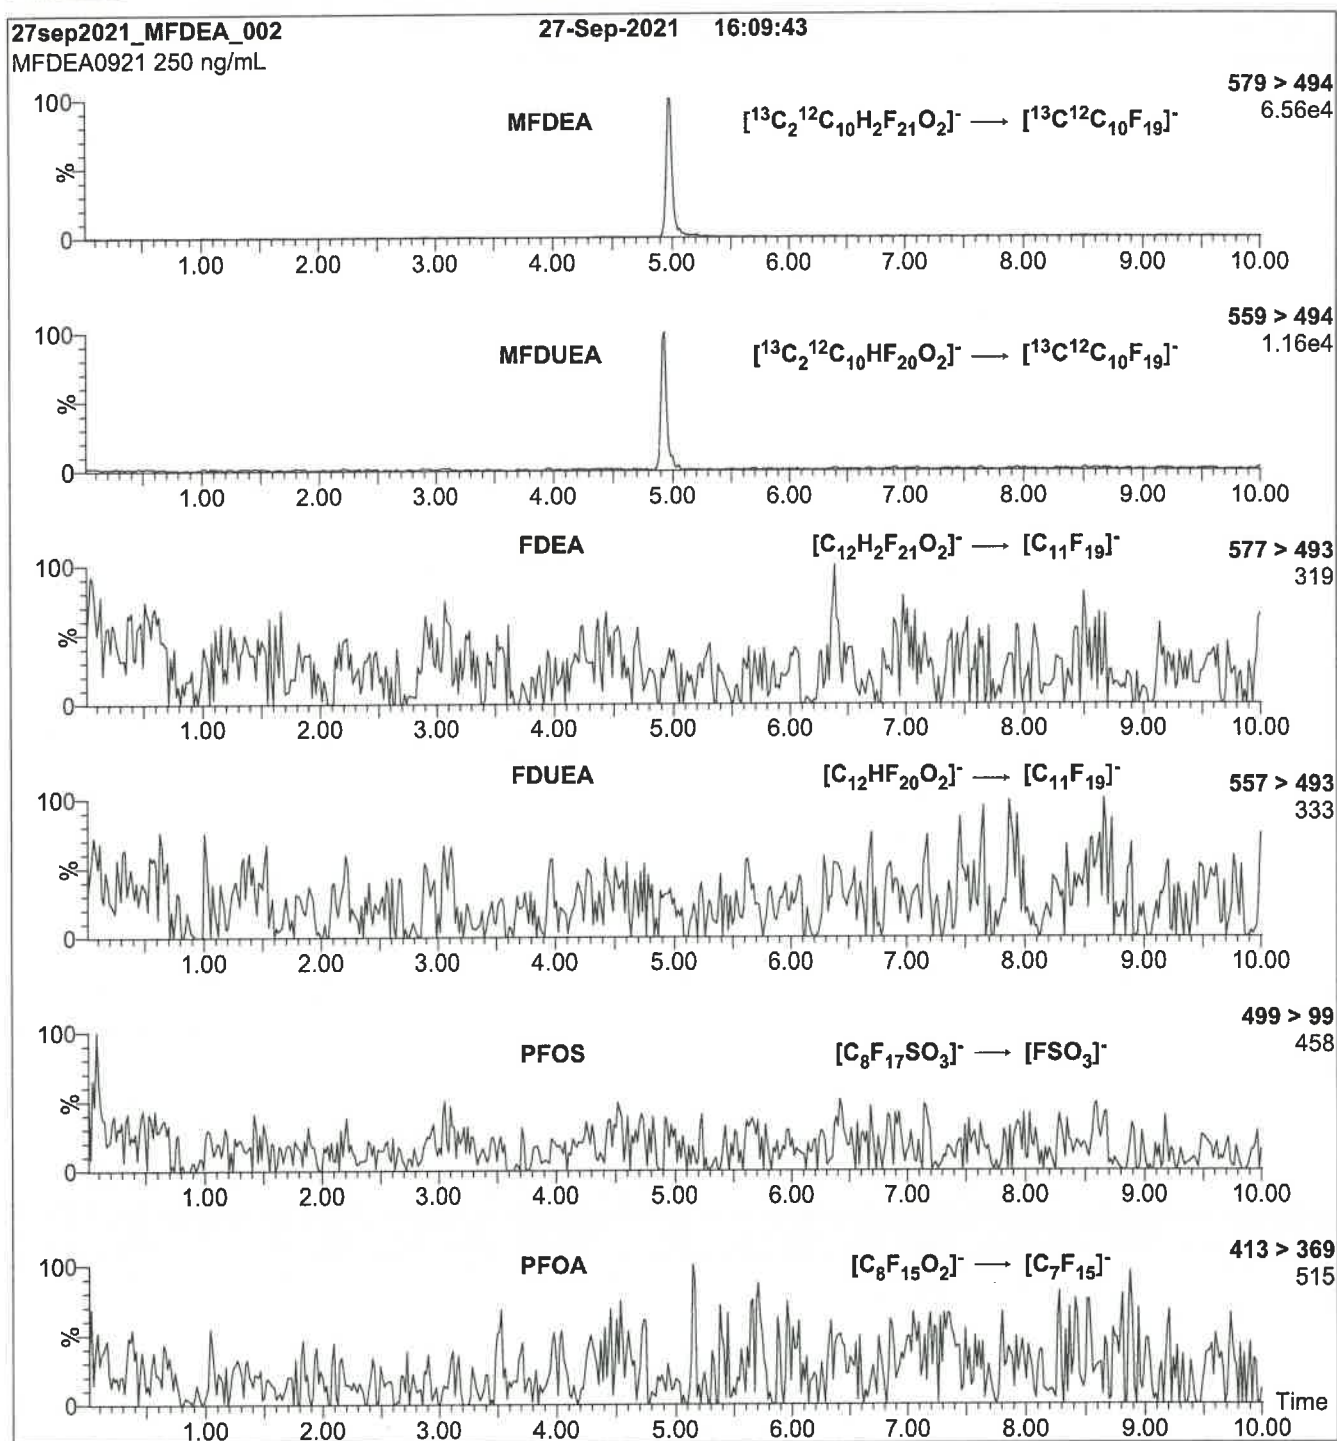 27sep2021_MFDEA_002 27-Sep-2021 16:09:43
MFDEA0921 250 ng/mL
579 > 494
6.56e4
MFDEA [¹³C₂¹²C₁₀H₂F₂₁O₂]⁻ ⟶ [¹³C¹²C₁₀F₁₉]⁻
100
%
0
1.00 2.00 3.00 4.00 5.00 6.00 7.00 8.00 9.00 10.00
559 > 494
1.16e4
MFDUEA [¹³C₂¹²C₁₀HF₂₀O₂]⁻ ⟶ [¹³C¹²C₁₀F₁₉]⁻
100
%
0
1.00 2.00 3.00 4.00 5.00 6.00 7.00 8.00 9.00 10.00
FDEA [C₁₂H₂F₂₁O₂]⁻ ⟶ [C₁₁F₁₉]⁻ 577 > 493
319
100
%
0
1.00 2.00 3.00 4.00 5.00 6.00 7.00 8.00 9.00 10.00
FDUEA [C₁₂HF₂₀O₂]⁻ ⟶ [C₁₁F₁₉]⁻ 557 > 493
333
100
%
0
1.00 2.00 3.00 4.00 5.00 6.00 7.00 8.00 9.00 10.00
499 > 99
458
PFOS [C₈F₁₇SO₃]⁻ ⟶ [FSO₃]⁻
100
%
0
1.00 2.00 3.00 4.00 5.00 6.00 7.00 8.00 9.00 10.00
413 > 369
515
PFOA [C₈F₁₅O₂]⁻ ⟶ [C₇F₁₅]⁻
100
%
0
Time
1.00 2.00 3.00 4.00 5.00 6.00 7.00 8.00 9.00 10.00